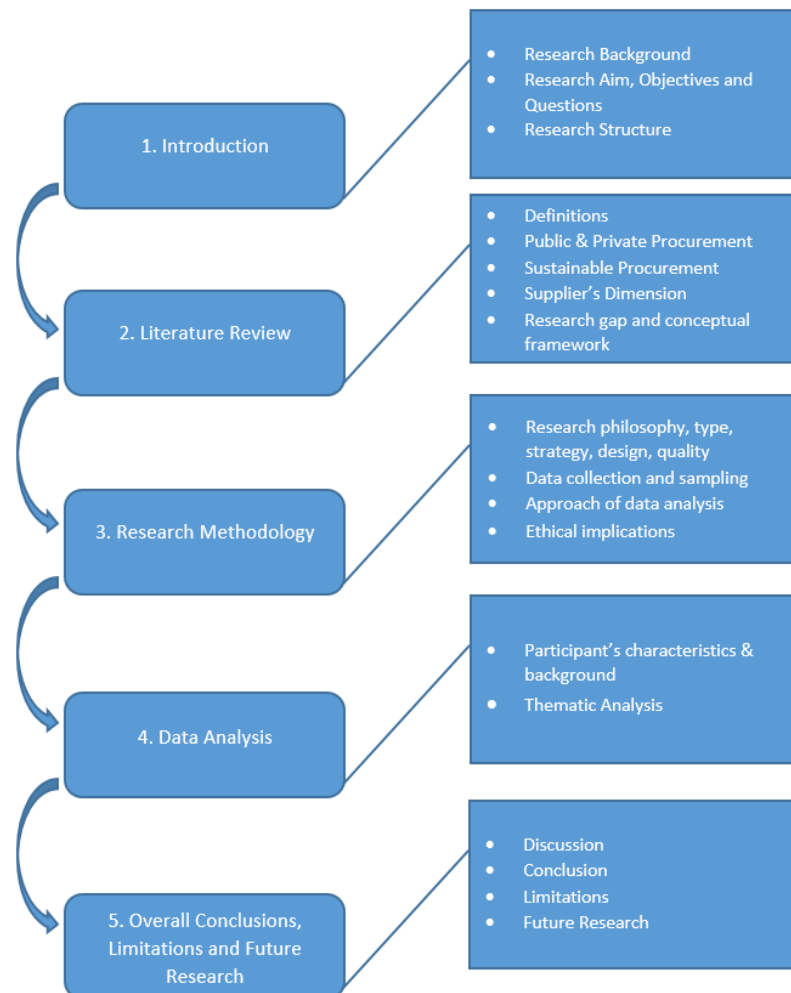 1. Introduction
• Research Background
• Research Aim, Objectives and
Questions
• Research Structure
2. Literature Review
• Definitions
• Public & Private Procurement
• Sustainable Procurement
• Supplier’s Dimension
• Research gap and conceptual
framework
3. Research Methodology
• Research philosophy, type,
strategy, design, quality
• Data collection and sampling
• Approach of data analysis
• Ethical implications
4. Data Analysis
• Participant’s characteristics &
background
• Thematic Analysis
5. Overall Conclusions,
Limitations and Future
Research
• Discussion
• Conclusion
• Limitations
• Future Research